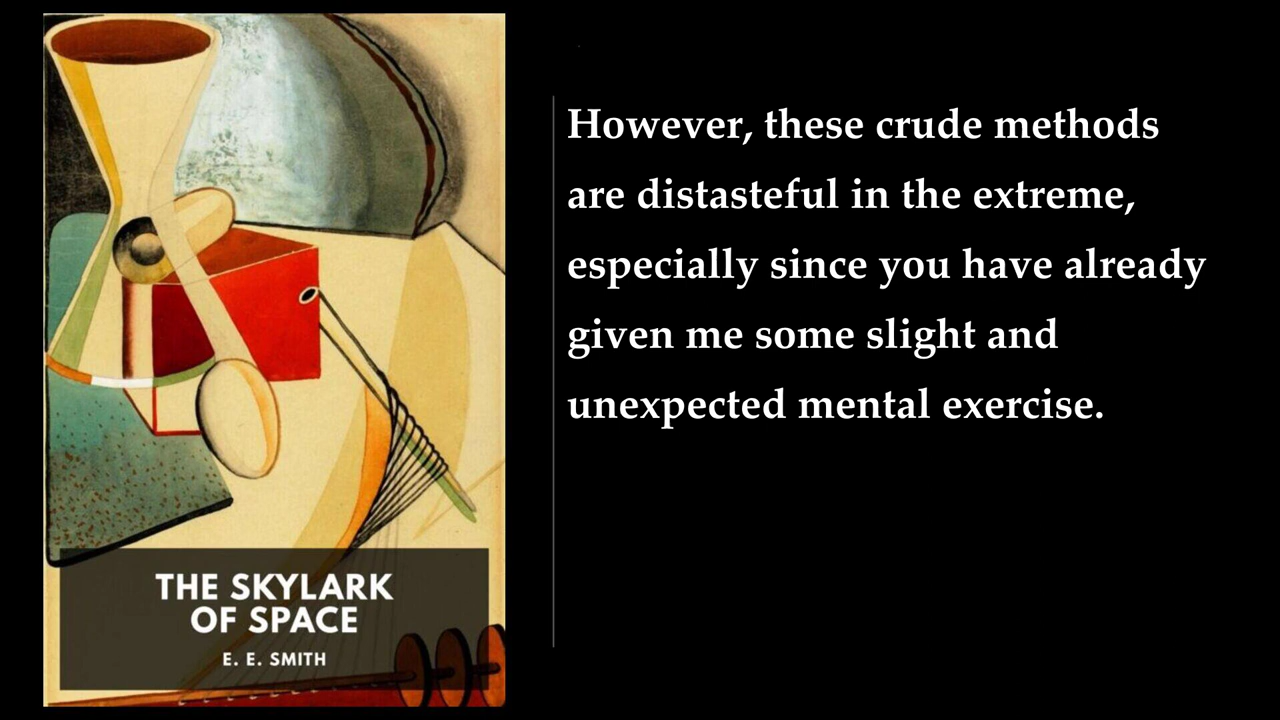 However, these crude methods
are distasteful in the extreme,
especially since you have already
given me some slight and
unexpected mental exercise.
THE SKYLARK
OF SPACE
E. E. SMITH